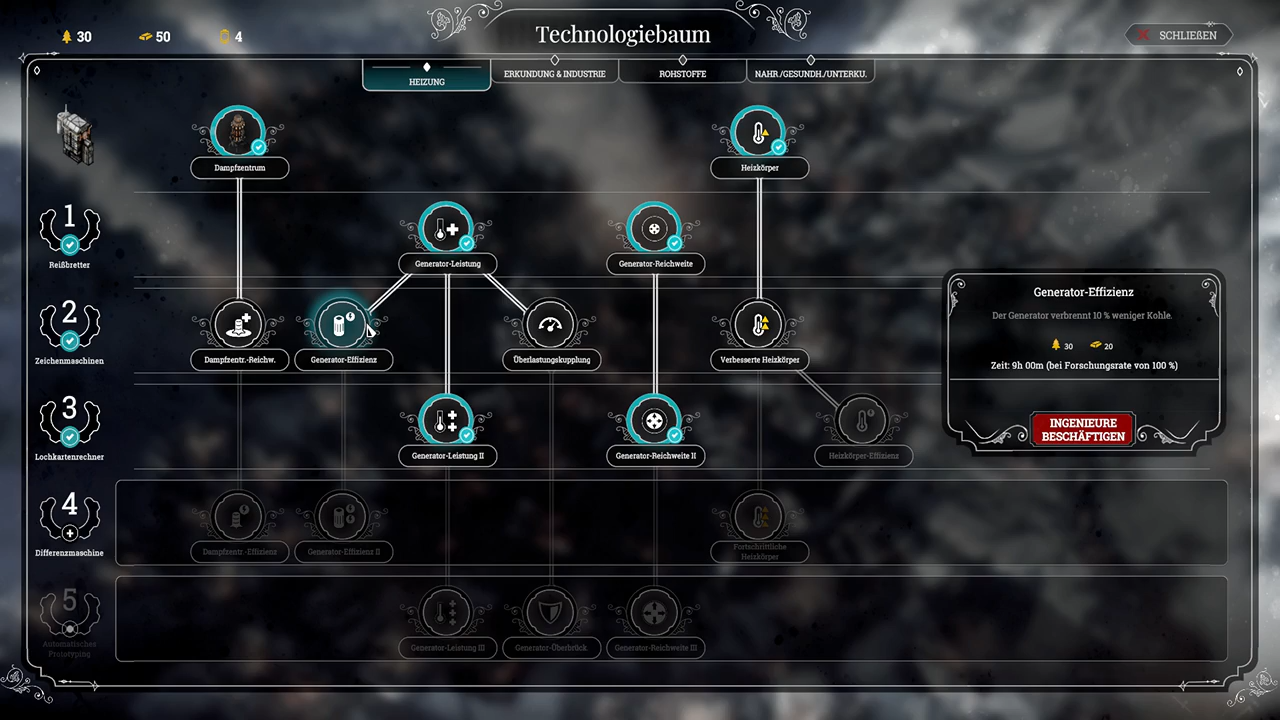 30 50 4
Technologiebaum
SCHLIEßEN
HEIZUNG
ERKUNDUNG & INDUSTRIE
ROHSTOFFE
NAHR./GESUNDH./UNTERKU.
Dampfzentrum
Heizkörper
1
Reißbretter
Generator-Leistung
Generator-Reichweite
2
Zeichenmaschinen
Dampfzentr.-Reichw.
Generator-Effizienz
Überlastungskupplung
Verbesserte Heizkörper
Generator-Effizienz
Der Generator verbrennt 10 % weniger Kohle.
30 20
Zeit: 9h 00m (bei Forschungsrate von 100 %)
INGENIEURE
BESCHÄFTIGEN
3
Lochkartenrechner
Generator-Leistung II
Generator-Reichweite II
Heizkörper-Effizienz
4
Differenzmaschine
Dampfzentr.-Effizienz
Generator-Effizienz II
Fortschrittliche
Heizkörper
5
Automatisches
Prototyping
Generator-Leistung III
Generator-Überbrück.
Generator-Reichweite III